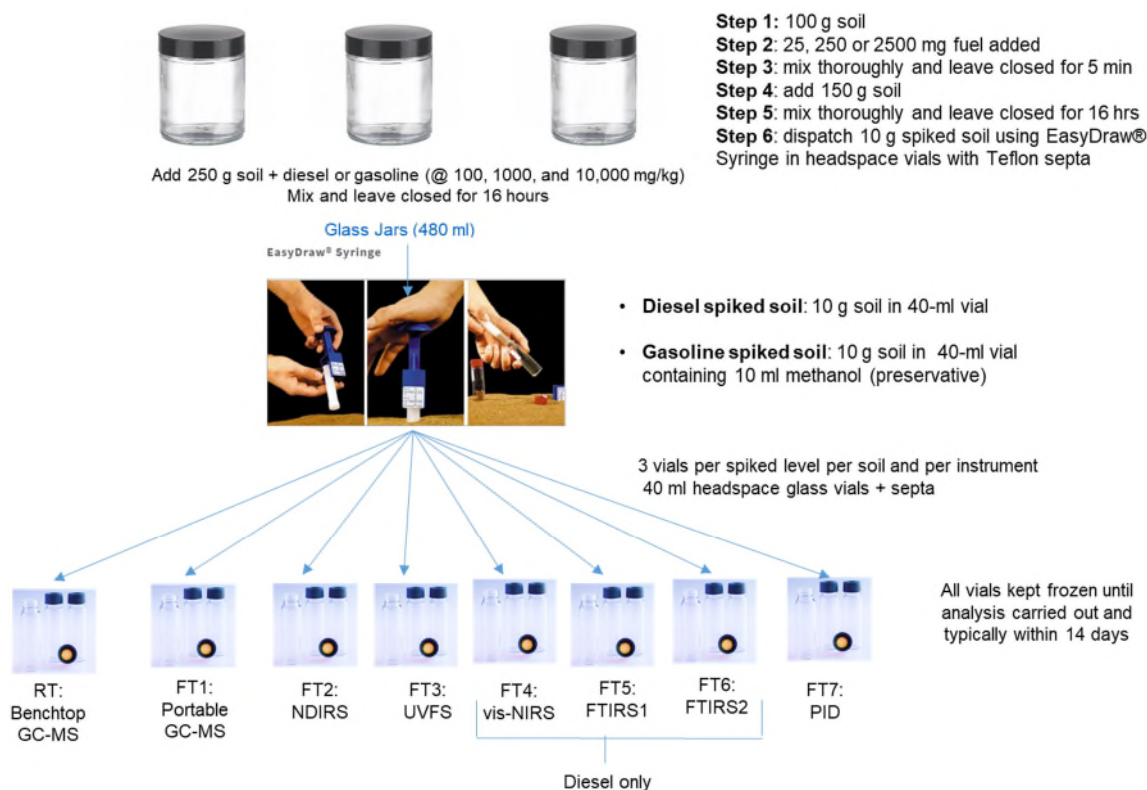 Step 1: 100 g soil
Step 2: 25, 250 or 2500 mg fuel added
Step 3: mix thoroughly and leave closed for 5 min
Step 4: add 150 g soil
Step 5: mix thoroughly and leave closed for 16 hrs
Step 6: dispatch 10 g spiked soil using EasyDraw®
Syringe in headspace vials with Teflon septa
Add 250 g soil + diesel or gasoline (@ 100, 1000, and 10,000 mg/kg)
Mix and leave closed for 16 hours
Glass Jars (480 ml)
EasyDraw® Syringe
• Diesel spiked soil: 10 g soil in 40-ml vial
• Gasoline spiked soil: 10 g soil in 40-ml vial
containing 10 ml methanol (preservative)
3 vials per spiked level per soil and per instrument
40 ml headspace glass vials + septa
All vials kept frozen until
analysis carried out and
typically within 14 days
RT:
Benchtop
GC-MS
FT1:
Portable
GC-MS
FT2:
NDIRS
FT3:
UVFS
FT4:
vis-NIRS
FT5:
FTIRS1
FT6:
FTIRS2
FT7:
PID
Diesel only